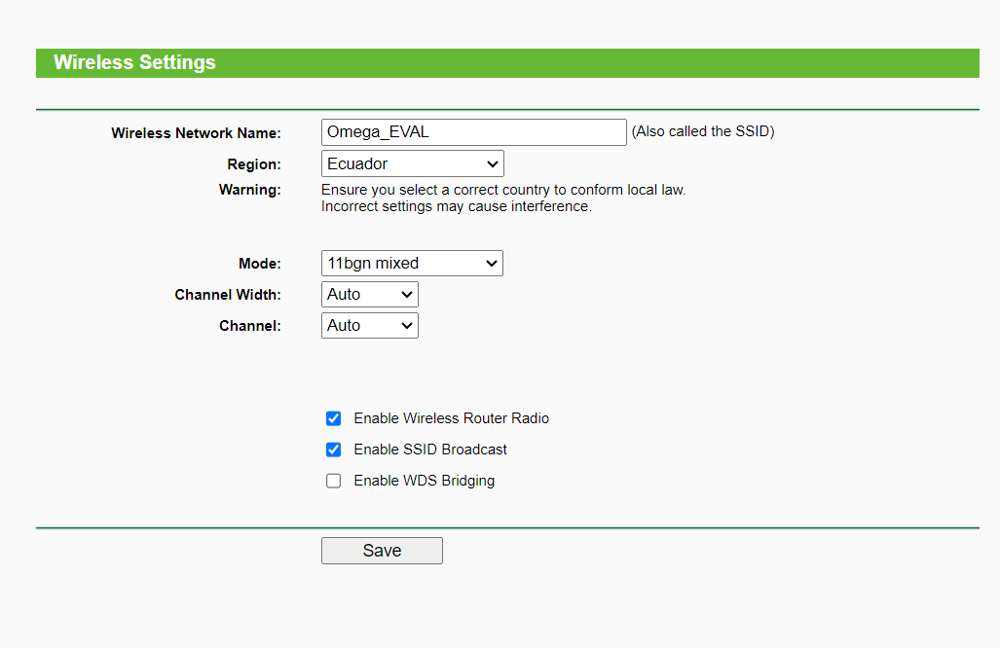 Wireless Settings
Wireless Network Name: Omega_EVAL (Also called the SSID)
Region: Ecuador
Warning: Ensure you select a correct country to conform local law.
Incorrect settings may cause interference.
Mode: 11bgn mixed
Channel Width: Auto
Channel: Auto
Enable Wireless Router Radio
Enable SSID Broadcast
Enable WDS Bridging
Save